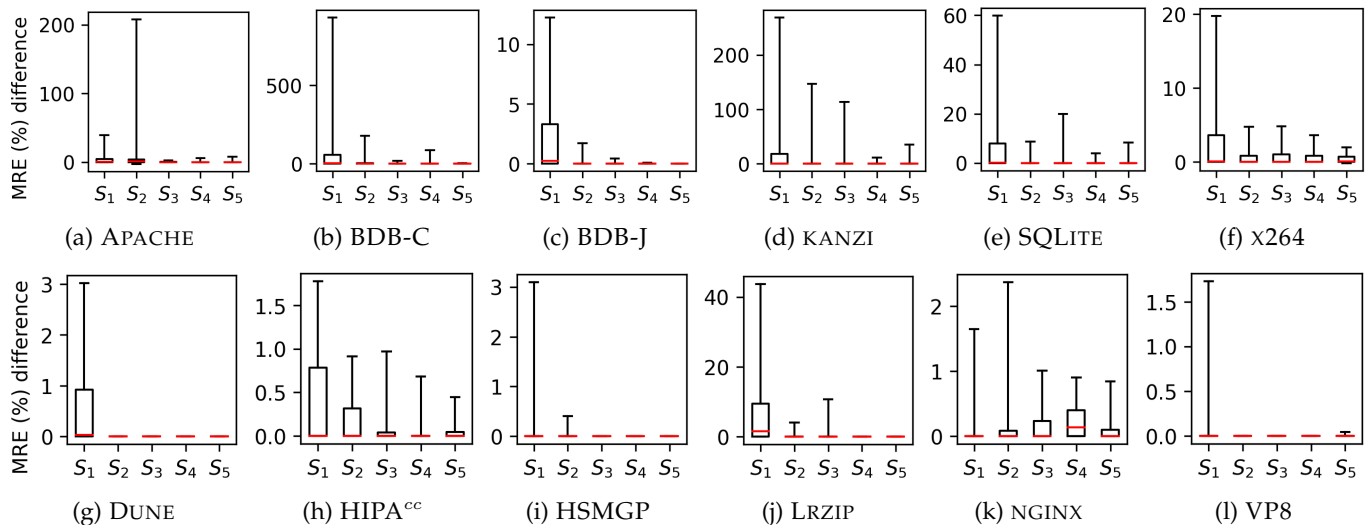 MRE (%) difference
200
100
0
S1 S2 S3 S4 S5
(a) APACHE
500
0
S1 S2 S3 S4 S5
(b) BDB-C
10
5
0
S1 S2 S3 S4 S5
(c) BDB-J
200
100
0
S1 S2 S3 S4 S5
(d) KANZI
60
40
20
0
S1 S2 S3 S4 S5
(e) SQLITE
20
10
0
S1 S2 S3 S4 S5
(f) X264
MRE (%) difference
3
2
1
0
S1 S2 S3 S4 S5
(g) DUNE
1.5
1.0
0.5
0.0
S1 S2 S3 S4 S5
(h) HIPAcc
3
2
1
0
S1 S2 S3 S4 S5
(i) HSMGP
40
20
0
S1 S2 S3 S4 S5
(j) LRZIP
2
1
0
S1 S2 S3 S4 S5
(k) NGINX
1.5
1.0
0.5
0.0
S1 S2 S3 S4 S5
(l) VP8